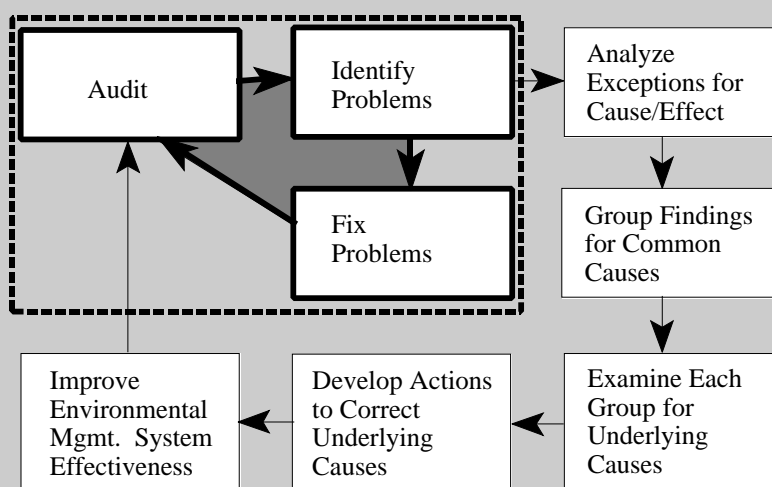 Audit
Identify
Problems
Analyze
Exceptions for
Cause/Effect
Fix
Problems
Group Findings
for Common
Causes
Improve
Environmental
Mgmt. System
Effectiveness
Develop Actions
to Correct
Underlying
Causes
Examine Each
Group for
Underlying
Causes